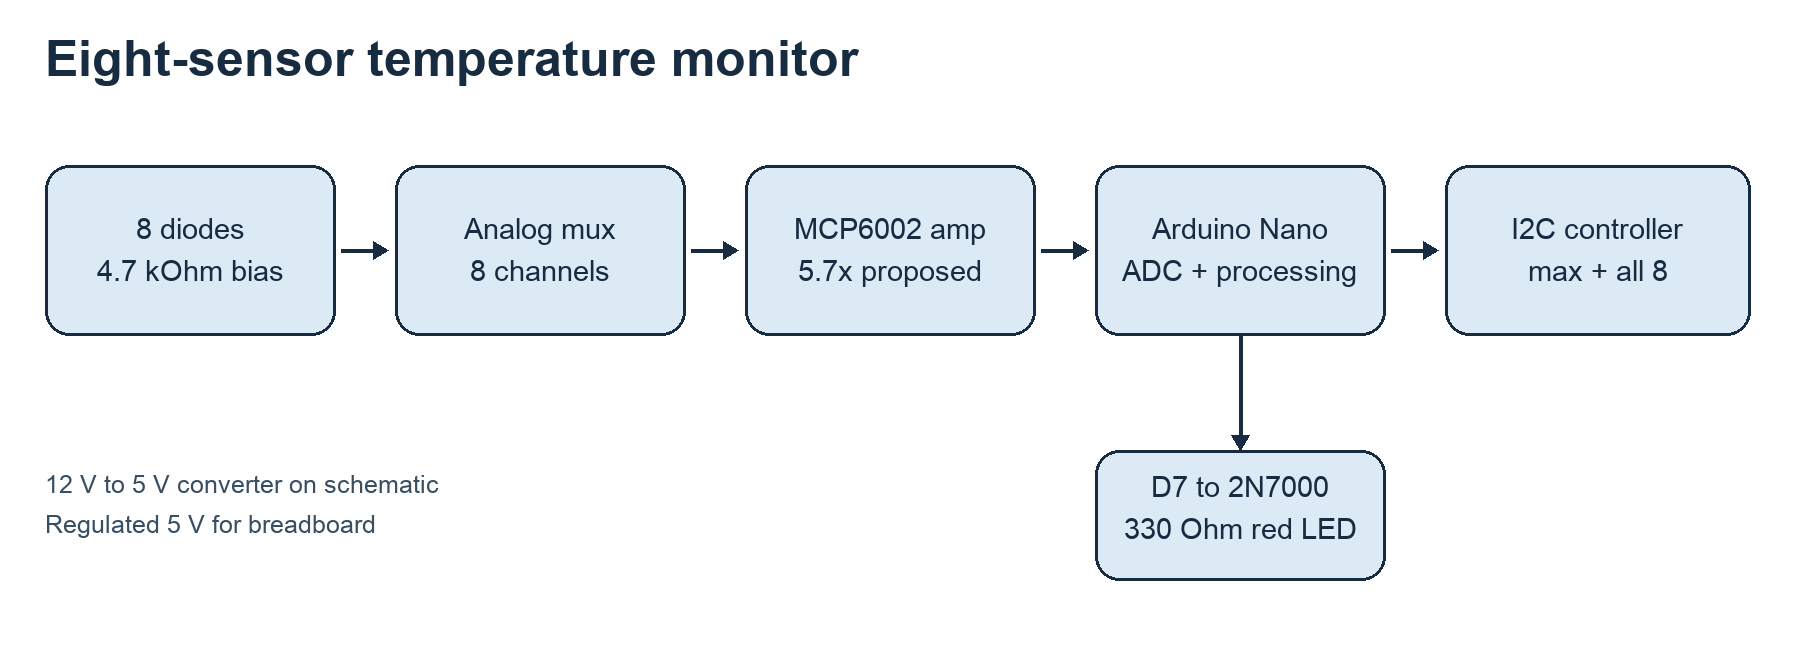 Eight-sensor temperature monitor
8 diodes
4.7 kOhm bias
Analog mux
8 channels
MCP6002 amp
5.7x proposed
Arduino Nano
ADC + processing
I2C controller
max + all 8
D7 to 2N7000
330 Ohm red LED
12 V to 5 V converter on schematic
Regulated 5 V for breadboard